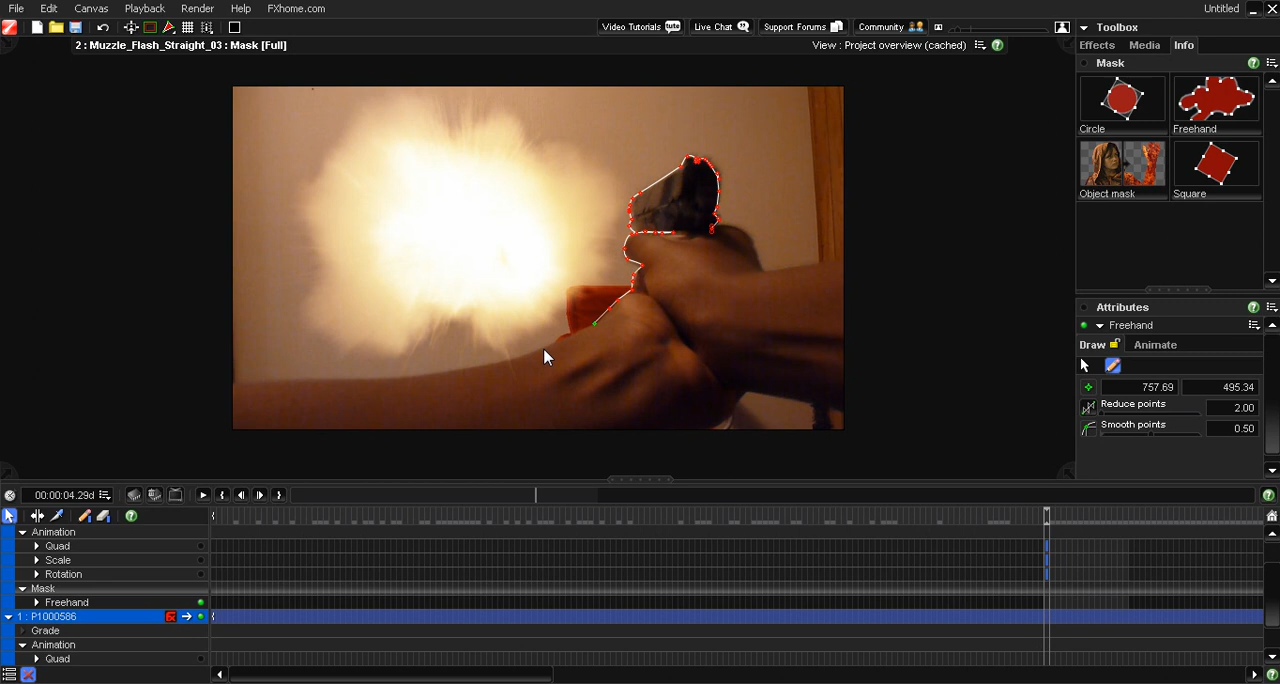 File Edit Canvas Playback Render Help FXhome.com Untitled
Video Tutorials tute Live Chat Support Forums Community Toolbox
2 : Muzzle_Flash_Straight_03 : Mask [Full] View : Project overview (cached) Effects Media Info
Mask
Circle Freehand
Object mask Square
Attributes
Freehand
Draw Animate
757.69 495.34
Reduce points 2.00
Smooth points 0.50
00:00:04.29d
Animation
Quad
Scale
Rotation
Mask
Freehand
1 : P1000586
Grade
Animation
Quad